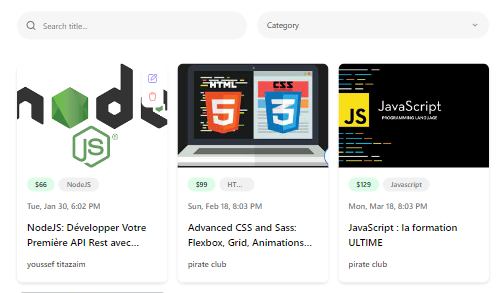 Search title...
Category
node
JS
HTML
5
CSS
3
JS
JavaScript
PROGRAMMING LANGUAGE
$66
NodeJS
Tue, Jan 30, 6:02 PM
NodeJS: Développer Votre
Première API Rest avec...
youssef titazaim
$99
HT...
Sun, Feb 18, 8:03 PM
Advanced CSS and Sass:
Flexbox, Grid, Animations...
pirate club
$129
Javascript
Mon, Mar 18, 8:03 PM
JavaScript : la formation
ULTIME
pirate club